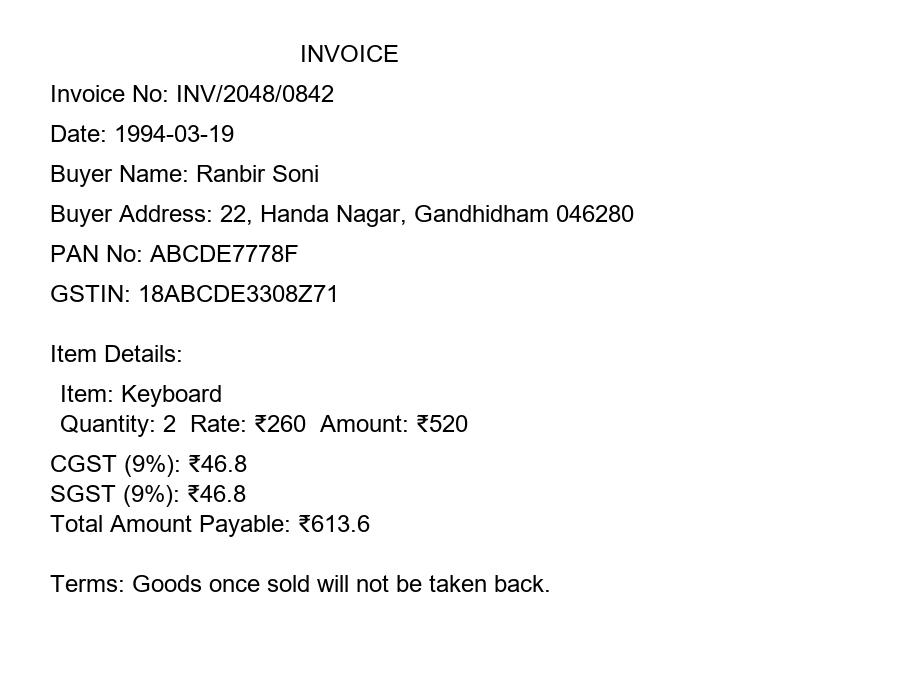 INVOICE
Invoice No: INV/2048/0842
Date: 1994-03-19
Buyer Name: Ranbir Soni
Buyer Address: 22, Handa Nagar, Gandhidham 046280
PAN No: ABCDE7778F
GSTIN: 18ABCDE3308Z71
Item Details:
Item: Keyboard
Quantity: 2 Rate: ₹260 Amount: ₹520
CGST (9%): ₹46.8
SGST (9%): ₹46.8
Total Amount Payable: ₹613.6
Terms: Goods once sold will not be taken back.